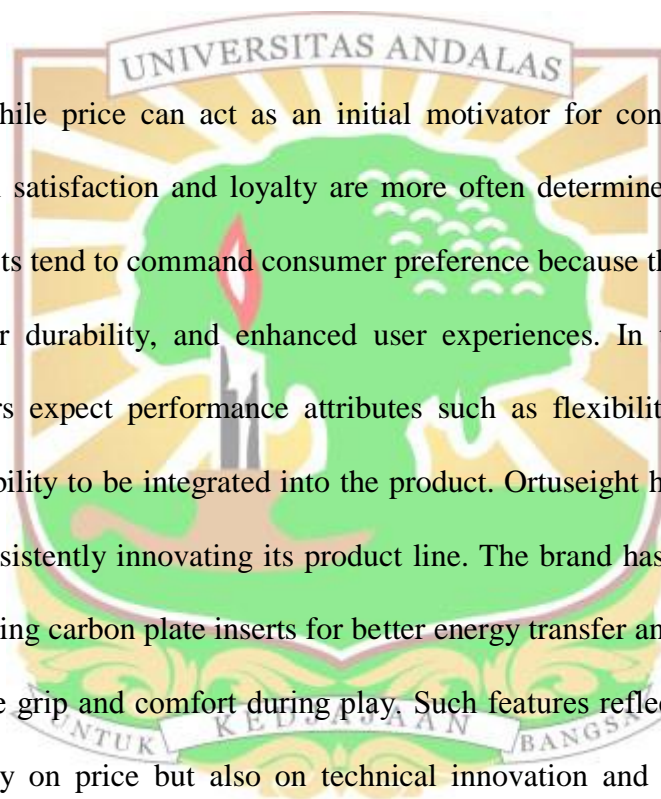 UNIVERSITAS ANDALAS
hile price can act as an initial motivator for con
satisfaction and loyalty are more often determine
ts tend to command consumer preference because th
r durability, and enhanced user experiences. In
rs expect performance attributes such as flexibilit
bility to be integrated into the product. Ortuseight h
sistently innovating its product line. The brand has
ing carbon plate inserts for better energy transfer an
e grip and comfort during play. Such features reflec
UNTUK KEDJAJAAN BANGSA
y on price but also on technical innovation and